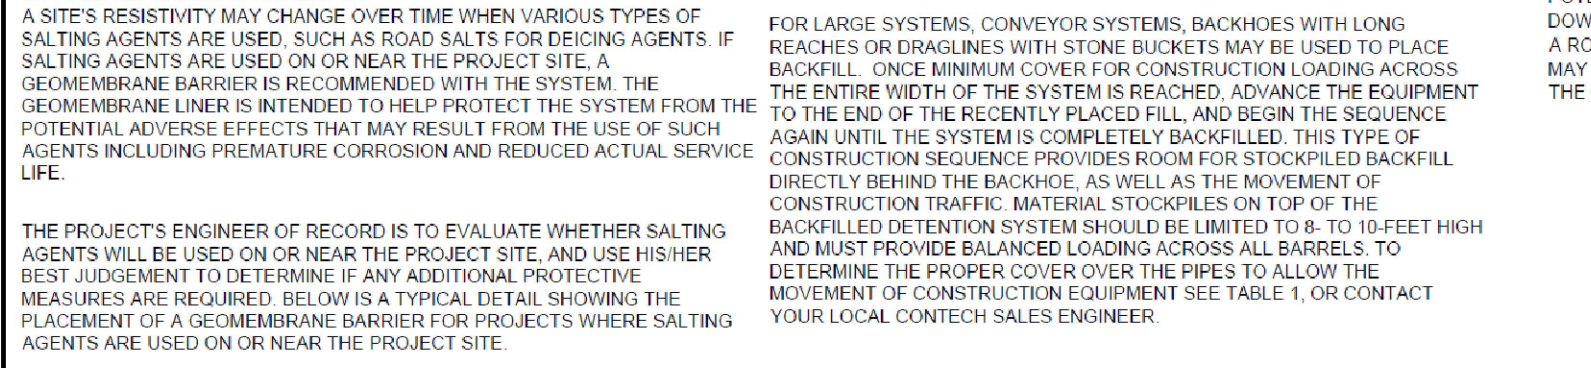 A SITE'S RESISTIVITY MAY CHANGE OVER TIME WHEN VARIOUS TYPES OF
SALTING AGENTS ARE USED, SUCH AS ROAD SALTS FOR DEICING AGENTS. IF
SALTING AGENTS ARE USED ON OR NEAR THE PROJECT SITE, A
GEOMEMBRANE BARRIER IS RECOMMENDED WITH THE SYSTEM. THE
GEOMEMBRANE LINER IS INTENDED TO HELP PROTECT THE SYSTEM FROM THE
POTENTIAL ADVERSE EFFECTS THAT MAY RESULT FROM THE USE OF SUCH
AGENTS INCLUDING PREMATURE CORROSION AND REDUCED ACTUAL SERVICE
LIFE.
THE PROJECT'S ENGINEER OF RECORD IS TO EVALUATE WHETHER SALTING
AGENTS WILL BE USED ON OR NEAR THE PROJECT SITE, AND USE HIS/HER
BEST JUDGEMENT TO DETERMINE IF ANY ADDITIONAL PROTECTIVE
MEASURES ARE REQUIRED. BELOW IS A TYPICAL DETAIL SHOWING THE
PLACEMENT OF A GEOMEMBRANE BARRIER FOR PROJECTS WHERE SALTING
AGENTS ARE USED ON OR NEAR THE PROJECT SITE.
FOR LARGE SYSTEMS, CONVEYOR SYSTEMS, BACKHOES WITH LONG
REACHES OR DRAGLINES WITH STONE BUCKETS MAY BE USED TO PLACE
BACKFILL. ONCE MINIMUM COVER FOR CONSTRUCTION LOADING ACROSS
THE ENTIRE WIDTH OF THE SYSTEM IS REACHED, ADVANCE THE EQUIPMENT
TO THE END OF THE RECENTLY PLACED FILL, AND BEGIN THE SEQUENCE
AGAIN UNTIL THE SYSTEM IS COMPLETELY BACKFILLED. THIS TYPE OF
CONSTRUCTION SEQUENCE PROVIDES ROOM FOR STOCKPILED BACKFILL
DIRECTLY BEHIND THE BACKHOE, AS WELL AS THE MOVEMENT OF
CONSTRUCTION TRAFFIC. MATERIAL STOCKPILES ON TOP OF THE
BACKFILLED DETENTION SYSTEM SHOULD BE LIMITED TO 8- TO 10-FEET HIGH
AND MUST PROVIDE BALANCED LOADING ACROSS ALL BARRELS. TO
DETERMINE THE PROPER COVER OVER THE PIPES TO ALLOW THE
MOVEMENT OF CONSTRUCTION EQUIPMENT SEE TABLE 1, OR CONTACT
YOUR LOCAL CONTECH SALES ENGINEER.
DOW
A RO
MAY
THE